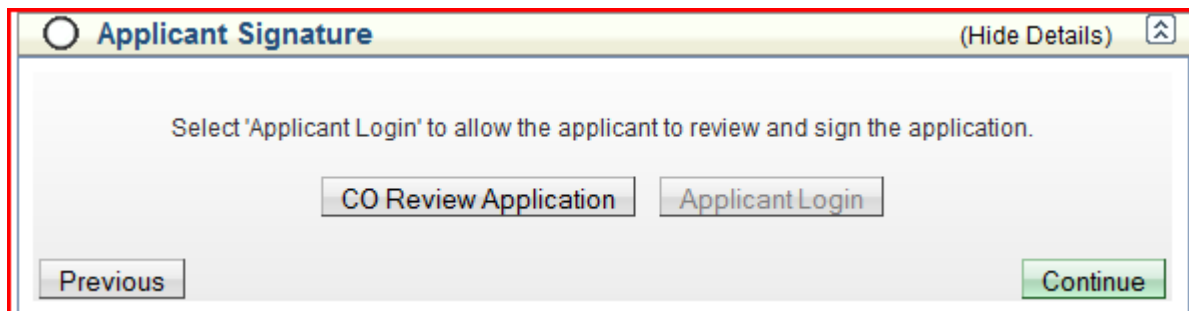 Applicant Signature (Hide Details)
Select 'Applicant Login' to allow the applicant to review and sign the application.
CO Review Application Applicant Login
Previous Continue